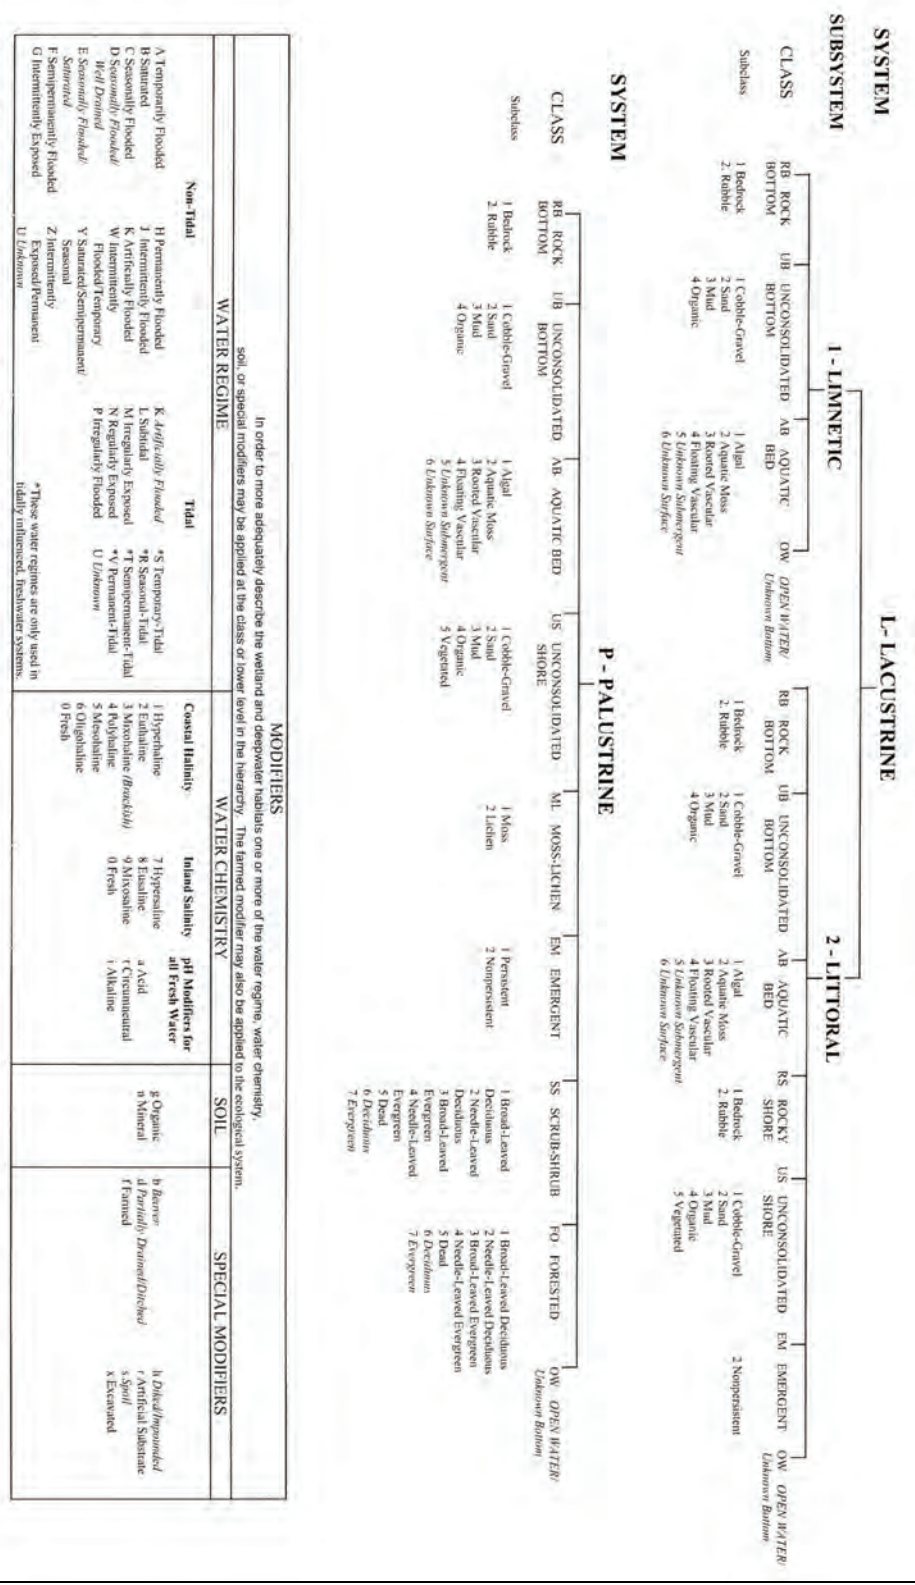 SYSTEM
L- LACUSTRINE
SUBSYSTEM
1 - LIMNETIC
2 - LITTORAL
CLASS
RB ROCK
BOTTOM
UB UNCONSOLIDATED
BOTTOM
AB AQUATIC
BED
OW OPEN WATER/
Unknown Bottom
RB ROCK
BOTTOM
UB UNCONSOLIDATED
BOTTOM
AB AQUATIC
BED
RS ROCKY
SHORE
US UNCONSOLIDATED
SHORE
EM EMERGENT
OW OPEN WATER/
Unknown Bottom
Subclass
1 Bedrock
2. Rubble
1 Cobble-Gravel
2 Sand
3 Mud
4 Organic
1 Algal
2 Aquatic Moss
3 Rooted Vascular
4 Floating Vascular
5 Unknown Submergent
6 Unknown Surface
1 Bedrock
2. Rubble
1 Cobble-Gravel
2 Sand
3 Mud
4 Organic
1 Algal
2 Aquatic Moss
3 Rooted Vascular
4 Floating Vascular
5 Unknown Submergent
6 Unknown Surface
1 Bedrock
2. Rubble
1 Cobble-Gravel
2 Sand
3 Mud
4 Organic
5 Vegetated
2 Nonpersistent
SYSTEM
P - PALUSTRINE
CLASS
RB ROCK
BOTTOM
UB UNCONSOLIDATED
BOTTOM
AB AQUATIC BED
US UNCONSOLIDATED
SHORE
ML MOSS-LICHEN
EM EMERGENT
SS SCRUB-SHRUB
FO FORESTED
OW OPEN WATER/
Unknown Bottom
Subclass
1 Bedrock
2. Rubble
1 Cobble-Gravel
2 Sand
3 Mud
4 Organic
1 Algal
2 Aquatic Moss
3 Rooted Vascular
4 Floating Vascular
5 Unknown Submergent
6 Unknown Surface
1 Cobble-Gravel
2 Sand
3 Mud
4 Organic
5 Vegetated
1 Moss
2 Lichen
1 Persistent
2 Nonpersistent
1 Broad-Leaved
Deciduous
2 Needle-Leaved
Deciduous
3 Broad-Leaved
Evergreen
4 Needle-Leaved
Evergreen
5 Dead
6 Deciduous
7 Evergreen
1 Broad-Leaved Deciduous
2 Needle-Leaved Deciduous
3 Broad-Leaved Evergreen
4 Needle-Leaved Evergreen
5 Dead
6 Deciduous
7 Evergreen
MODIFIERS
In order to more adequately describe the wetland and deepwater habitats one or more of the water regime, water chemistry,
soil, or special modifiers may be applied at the class or lower level in the hierarchy. The farmed modifier may also be applied to the ecological system.
WATER REGIME
WATER CHEMISTRY
SOIL
SPECIAL MODIFIERS
Non-Tidal
A Temporarily Flooded
B Saturated
C Seasonally Flooded
D Seasonally Flooded/
Well Drained
E Seasonally Flooded/
Saturated
F Semipermanently Flooded
G Intermittently Exposed
H Permanently Flooded
J Intermittently Flooded
K Artificially Flooded
W Intermittently
Flooded/Temporary
Y Saturated/Semipermanent/
Seasonal
Z Intermittently
Exposed/Permanent
U Unknown
Tidal
K Artificially Flooded
L Subtidal
M Irregularly Exposed
N Regularly Exposed
P Irregularly Flooded
*S Temporary-Tidal
*R Seasonal-Tidal
*T Semipermanent-Tidal
*V Permanent-Tidal
U Unknown
*These water regimes are only used in
tidally influenced, freshwater systems.
Coastal Halinity
1 Hyperhaline
2 Euhaline
3 Mixohaline (Brackish)
4 Polyhaline
5 Mesohaline
6 Oligohaline
0 Fresh
Inland Salinity
7 Hypersaline
8 Eusaline
9 Mixosaline
0 Fresh
pH Modifiers for
all Fresh Water
a Acid
t Circumneutral
i Alkaline
g Organic
n Mineral
b Beaver
d Partially Drained/Ditched
f Farmed
h Diked/Impounded
r Artificial Substrate
s Spoil
x Excavated